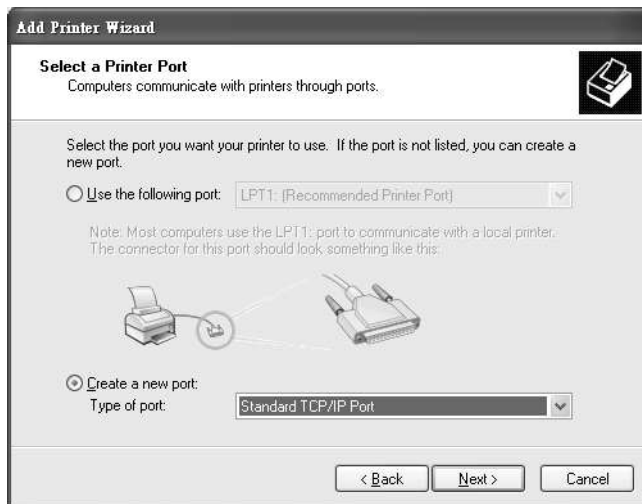 Add Printer Wizard
Select a Printer Port
Computers communicate with printers through ports.
Select the port you want your printer to use. If the port is not listed, you can create a
new port.
Use the following port: LPT1: (Recommended Printer Port)
Note: Most computers use the LPT1: port to communicate with a local printer.
The connector for this port should look something like this:
Create a new port:
Type of port: Standard TCP/IP Port
< Back Next > Cancel